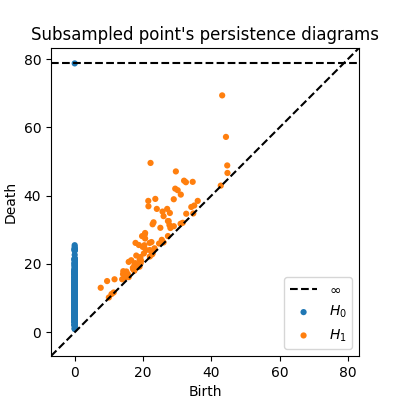 Subsampled point's persistence diagrams
80
60
40
20
0
Death
∞
H₀
H₁
0 20 40 60 80
Birth